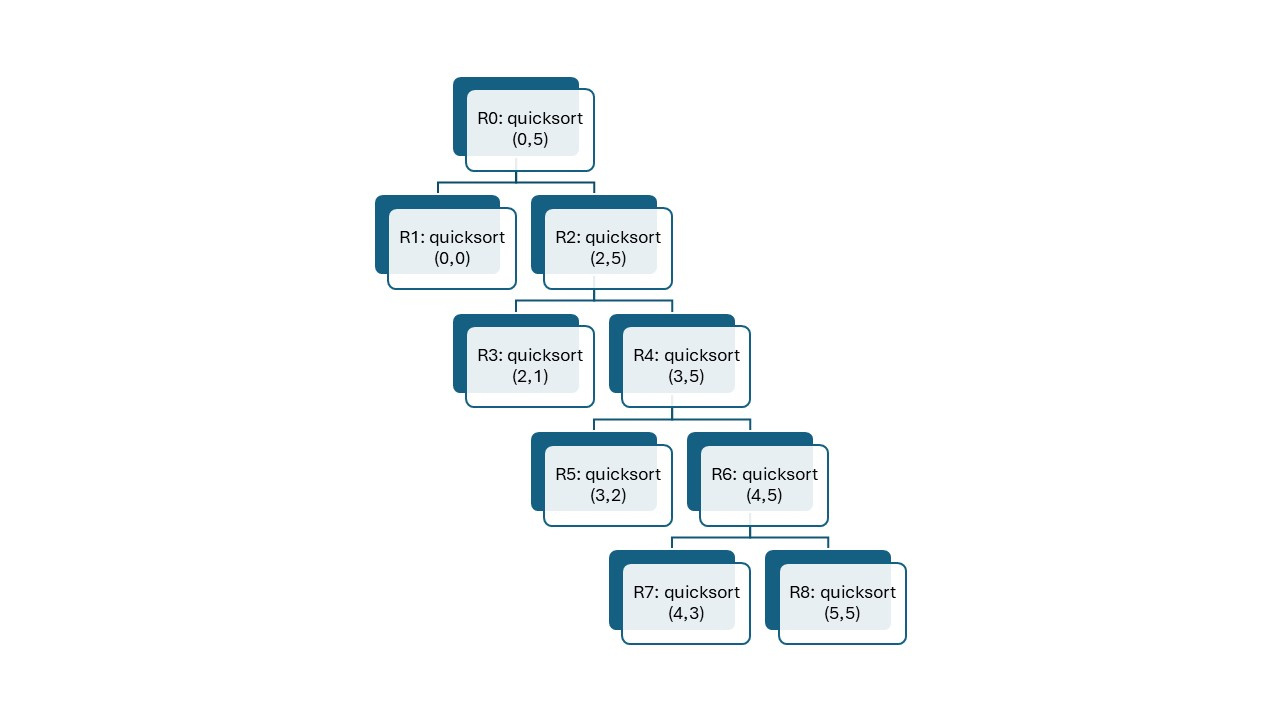 R0: quicksort
(0,5)
R1: quicksort
(0,0)
R2: quicksort
(2,5)
R3: quicksort
(2,1)
R4: quicksort
(3,5)
R5: quicksort
(3,2)
R6: quicksort
(4,5)
R7: quicksort
(4,3)
R8: quicksort
(5,5)